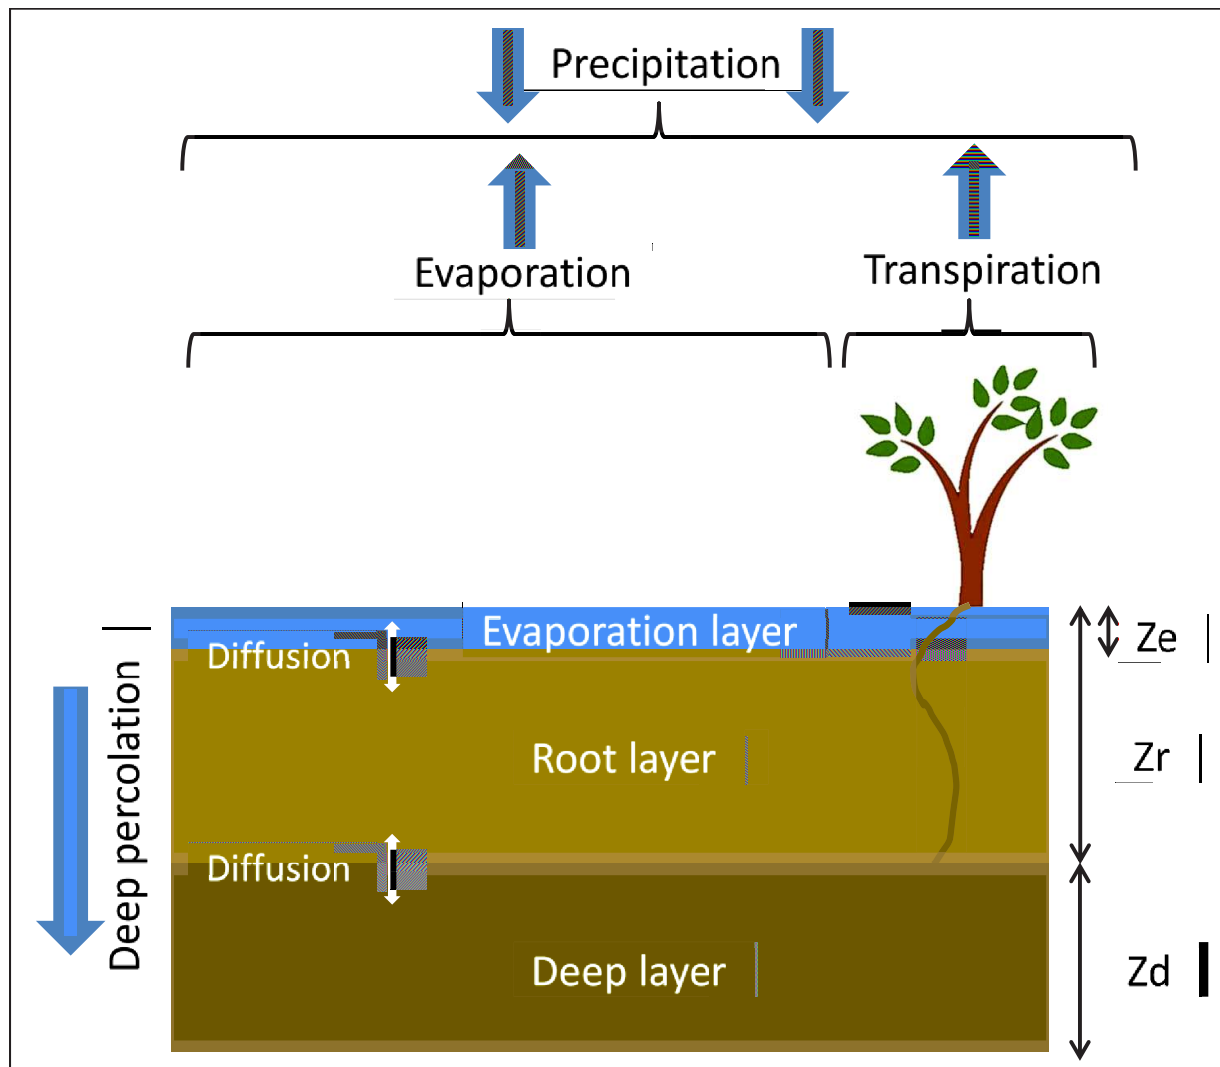 Precipitation
Evaporation
Transpiration
Evaporation layer
Diffusion
Ze
Deep percolation
Root layer
Zr
Diffusion
Deep layer
Zd